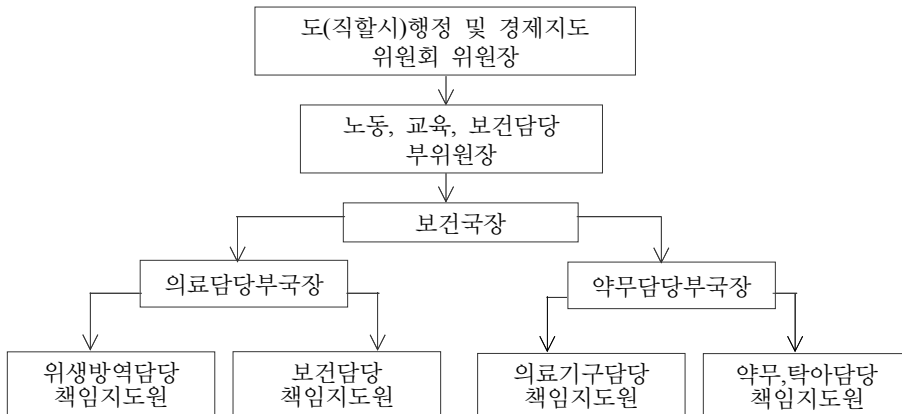 도(직할시)행정 및 경제지도
위원회 위원장
노동, 교육, 보건담당
부위원장
보건국장
의료담당부국장
약무담당부국장
위생방역담당
책임지도원
보건담당
책임지도원
의료기구담당
책임지도원
약무,탁아담당
책임지도원